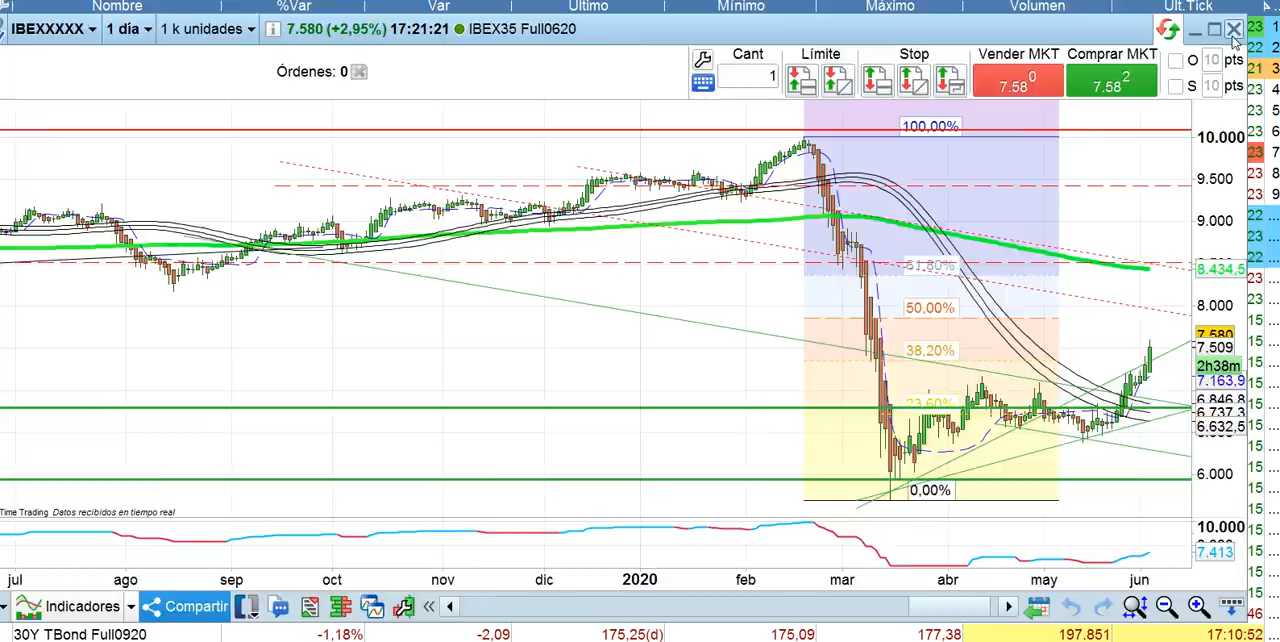 Nombre %Var Var Último Mínimo Máximo Volumen Últ.Tick
IBEXXXXX 1 día 1 k unidades 7.580 (+2,95%) 17:21:21 IBEX35 Full0620
Órdenes: 0
Cant Límite Stop Vender MKT Comprar MKT O 10 pts
1 7.58⁰ 7.58² S 10 pts
100,00%
10.000
9.500
9.000
61,80%
8.434,5
50,00%
8.000
7.580
38.20%
7.509
2h38m
7.163,9
23,60%
6.846,8
6.737,3
6.632,5
6.000
0,00%
Time Trading Datos recibidos en tiempo real
10.000
7.413
jul ago sep oct nov dic 2020 feb mar abr may jun
Indicadores Compartir
30Y TBond Full0920 -1,18% -2,09 175,25(d) 175,09 177,38 197.851 17:10:52